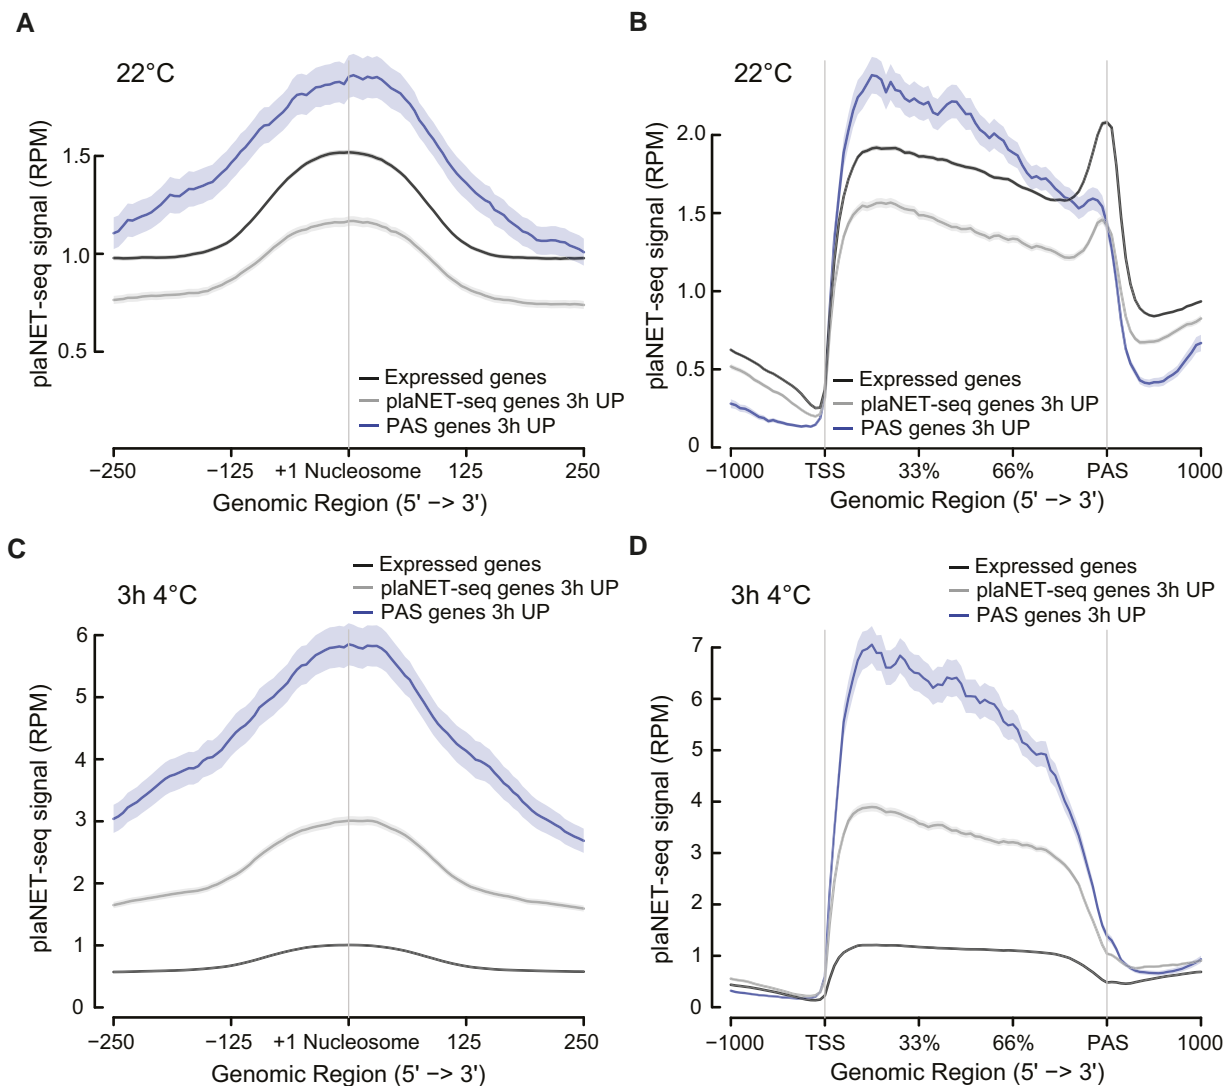 A
22°C
plaNET-seq signal (RPM)
1.5
1.0
0.5
Expressed genes
plaNET-seq genes 3h UP
PAS genes 3h UP
−250
−125
+1 Nucleosome
125
250
Genomic Region (5' −> 3')
B
22°C
plaNET-seq signal (RPM)
2.0
1.5
1.0
0.5
0
Expressed genes
plaNET-seq genes 3h UP
PAS genes 3h UP
−1000
TSS
33%
66%
PAS
1000
Genomic Region (5' −> 3')
C
3h 4°C
Expressed genes
plaNET-seq genes 3h UP
PAS genes 3h UP
plaNET-seq signal (RPM)
6
5
4
3
2
1
0
−250
−125
+1 Nucleosome
125
250
Genomic Region (5' −> 3')
D
3h 4°C
Expressed genes
plaNET-seq genes 3h UP
PAS genes 3h UP
plaNET-seq signal (RPM)
7
6
5
4
3
2
1
0
−1000
TSS
33%
66%
PAS
1000
Genomic Region (5' −> 3')